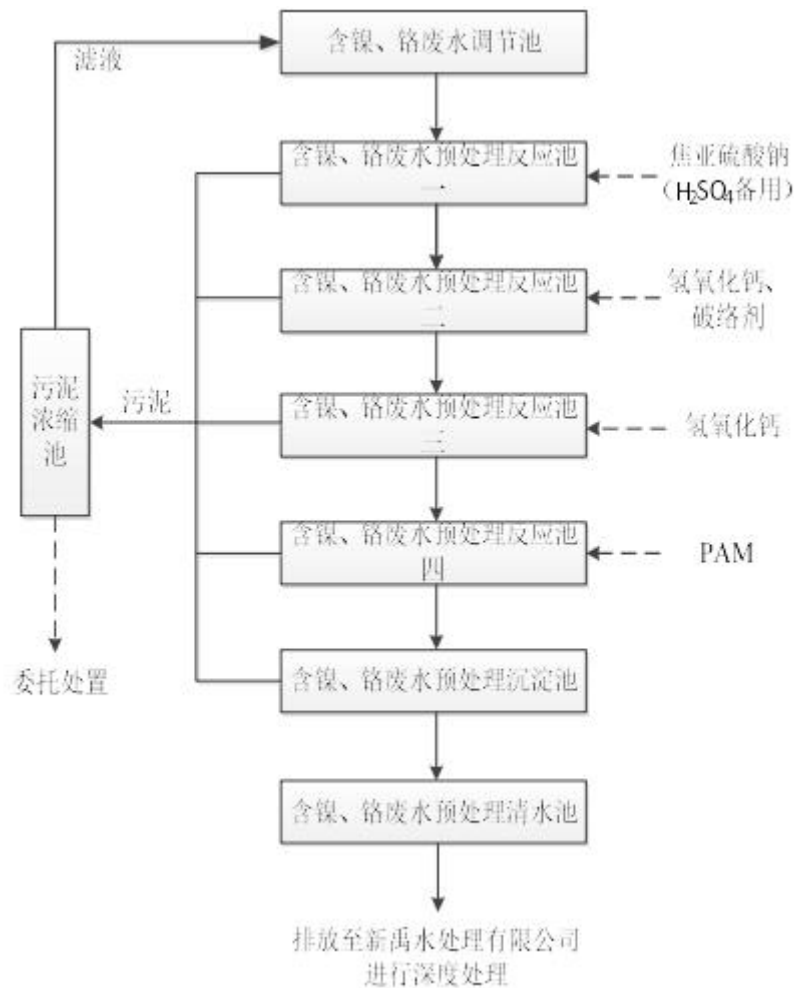 含镍、铬废水调节池
滤液
含镍、铬废水预处理反应池
一
焦亚硫酸钠
（H₂SO₄备用）
含镍、铬废水预处理反应池
二
氢氧化钙、
破络剂
污泥
浓缩
池
污泥
含镍、铬废水预处理反应池
三
氢氧化钙
含镍、铬废水预处理反应池
四
PAM
委托处置
含镍、铬废水预处理沉淀池
含镍、铬废水预处理清水池
排放至新禹水处理有限公司
进行深度处理